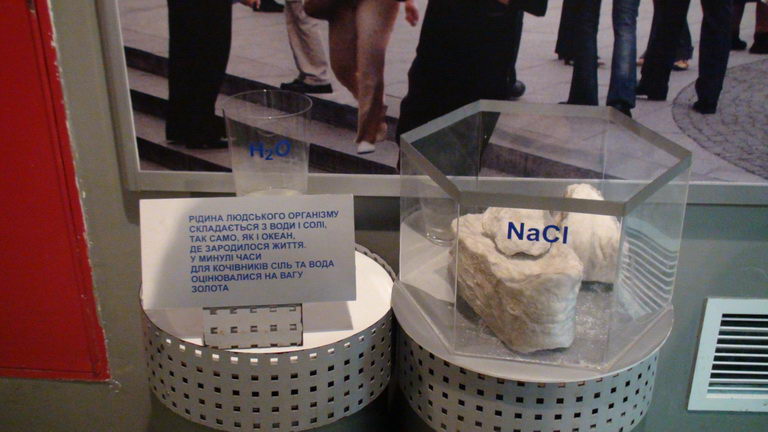 H₂O
РІДИНА ЛЮДСЬКОГО ОРГАНІЗМУ
СКЛАДАЄТЬСЯ З ВОДИ І СОЛІ,
ТАК САМО, ЯК І ОКЕАН,
ДЕ ЗАРОДИЛОСЯ ЖИТТЯ.
У МИНУЛІ ЧАСИ
ДЛЯ КОЧІВНИКІВ СІЛЬ ТА ВОДА
ОЦІНЮВАЛИСЯ НА ВАГУ
ЗОЛОТА
NaCl